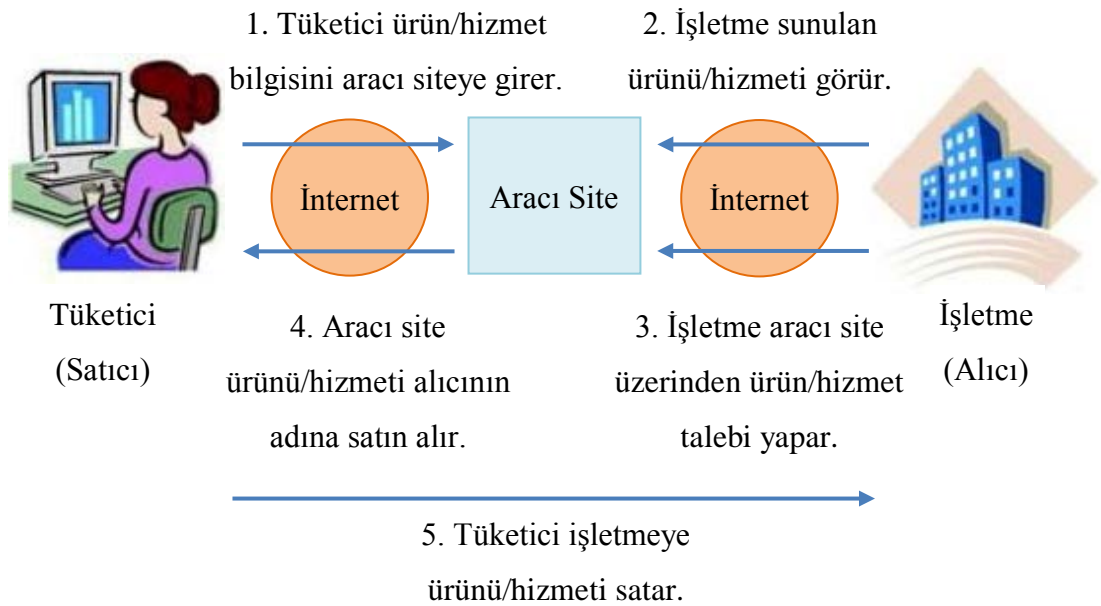 1. Tüketici ürün/hizmet
bilgisini aracı siteye girer.
2. İşletme sunulan
ürünü/hizmeti görür.
İnternet
Aracı Site
İnternet
Tüketici
(Satıcı)
4. Aracı site
ürünü/hizmeti alıcının
adına satın alır.
3. İşletme aracı site
üzerinden ürün/hizmet
talebi yapar.
İşletme
(Alıcı)
5. Tüketici işletmeye
ürünü/hizmeti satar.